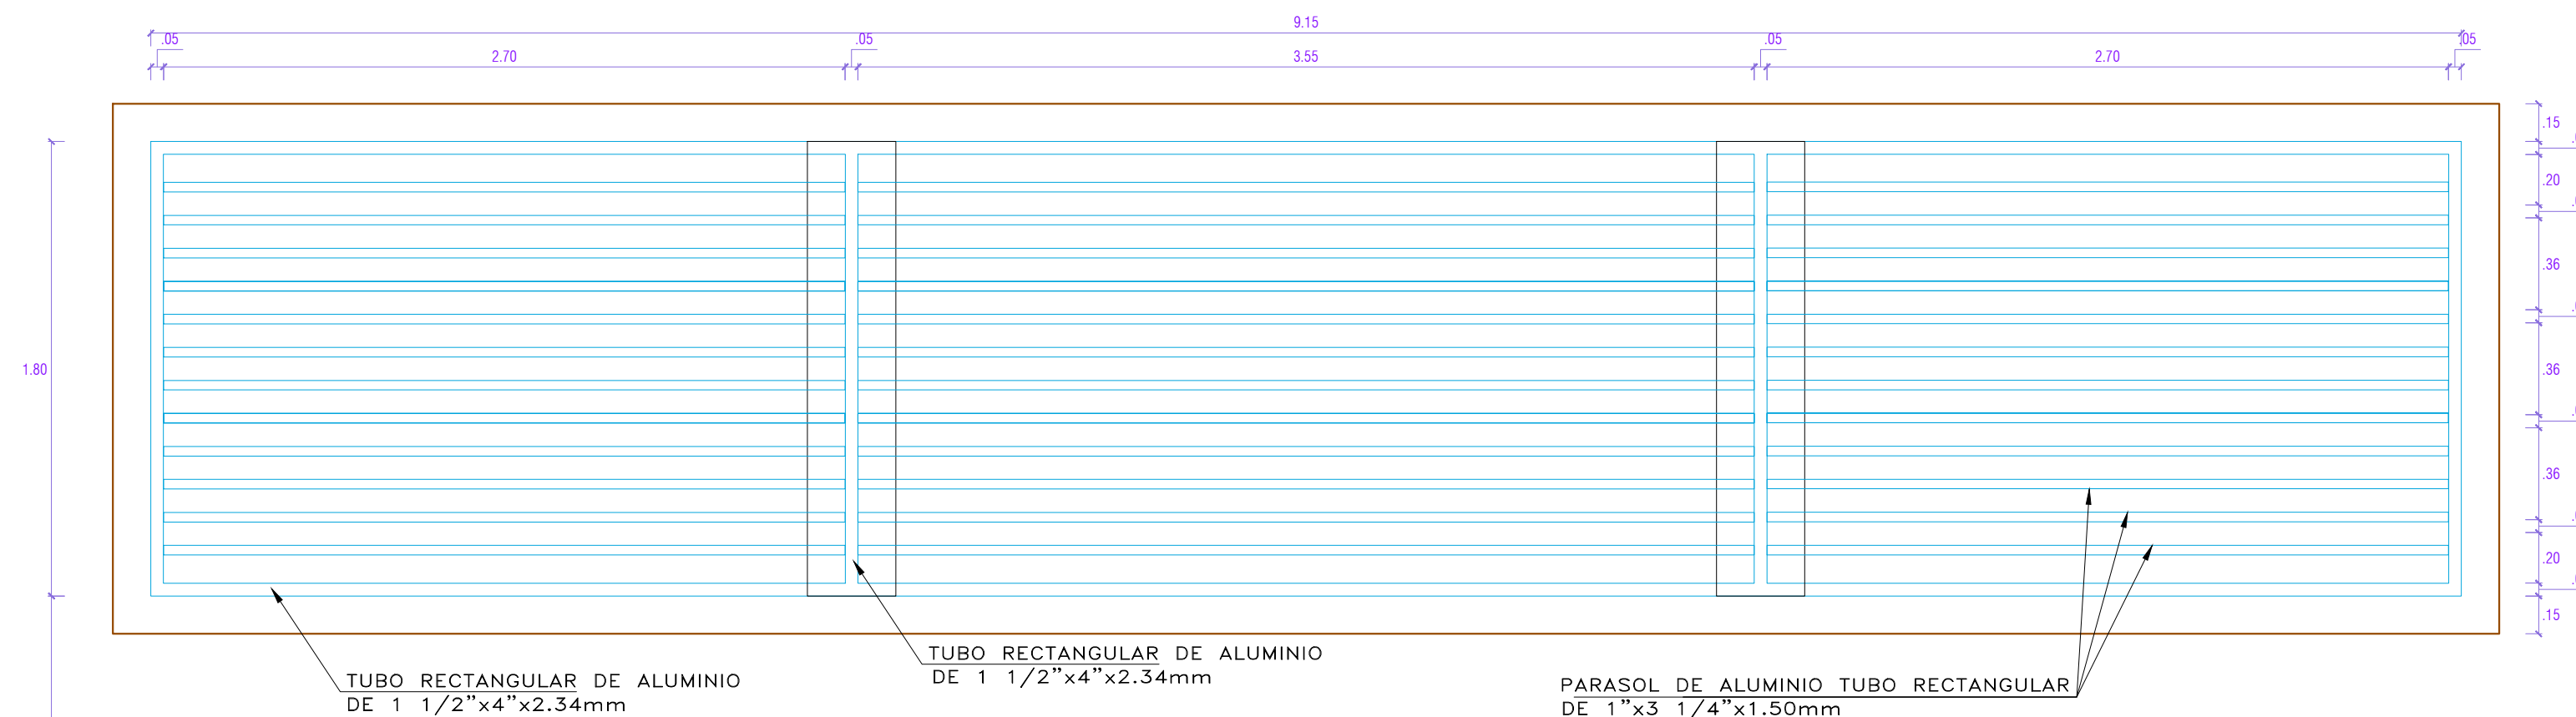 9.15
.05
.05
.05
.05
2.70
3.55
2.70
.15
.20
.36
1.80
.36
.36
.20
.15
TUBO RECTANGULAR DE ALUMINIO
DE 1 1/2”x4”x2.34mm
TUBO RECTANGULAR DE ALUMINIO
DE 1 1/2”x4”x2.34mm
PARASOL DE ALUMINIO TUBO RECTANGULAR
DE 1”x3 1/4”x1.50mm